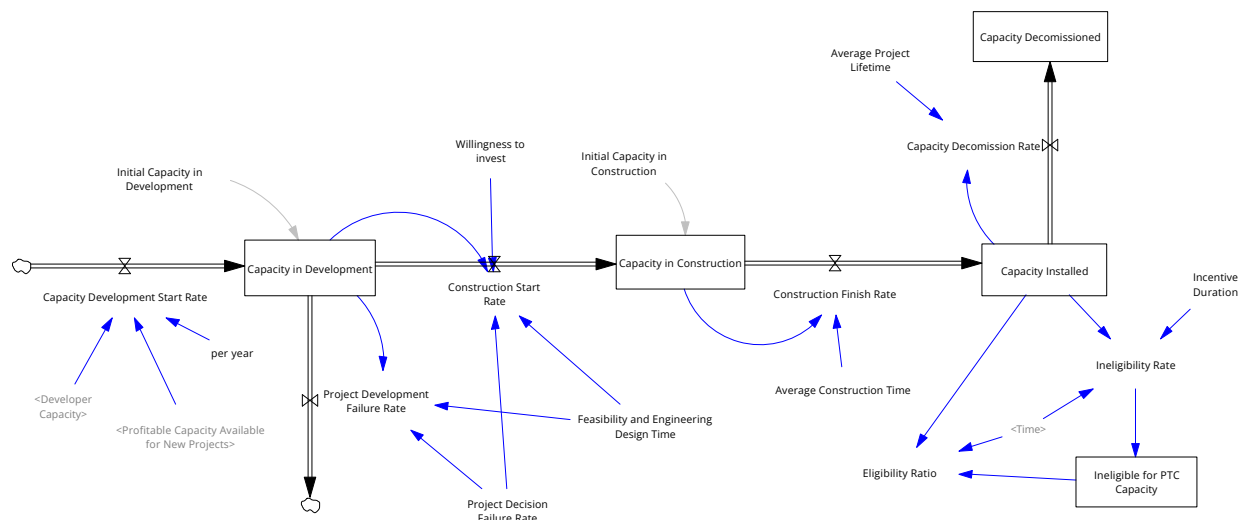 Capacity Decomissioned
Average Project
Lifetime
Capacity Decomission Rate
Willingness to
invest
Initial Capacity in
Construction
Initial Capacity in
Development
Capacity in Development
Capacity in Construction
Capacity Installed
Capacity Development Start Rate
Construction Start
Rate
Construction Finish Rate
Incentive
Duration
per year
Ineligibility Rate
<Developer
Capacity>
Project Development
Failure Rate
Average Construction Time
<Profitable Capacity Available
for New Projects>
Feasibility and Engineering
Design Time
<Time>
Eligibility Ratio
Ineligible for PTC
Capacity
Project Decision
Failure Rate